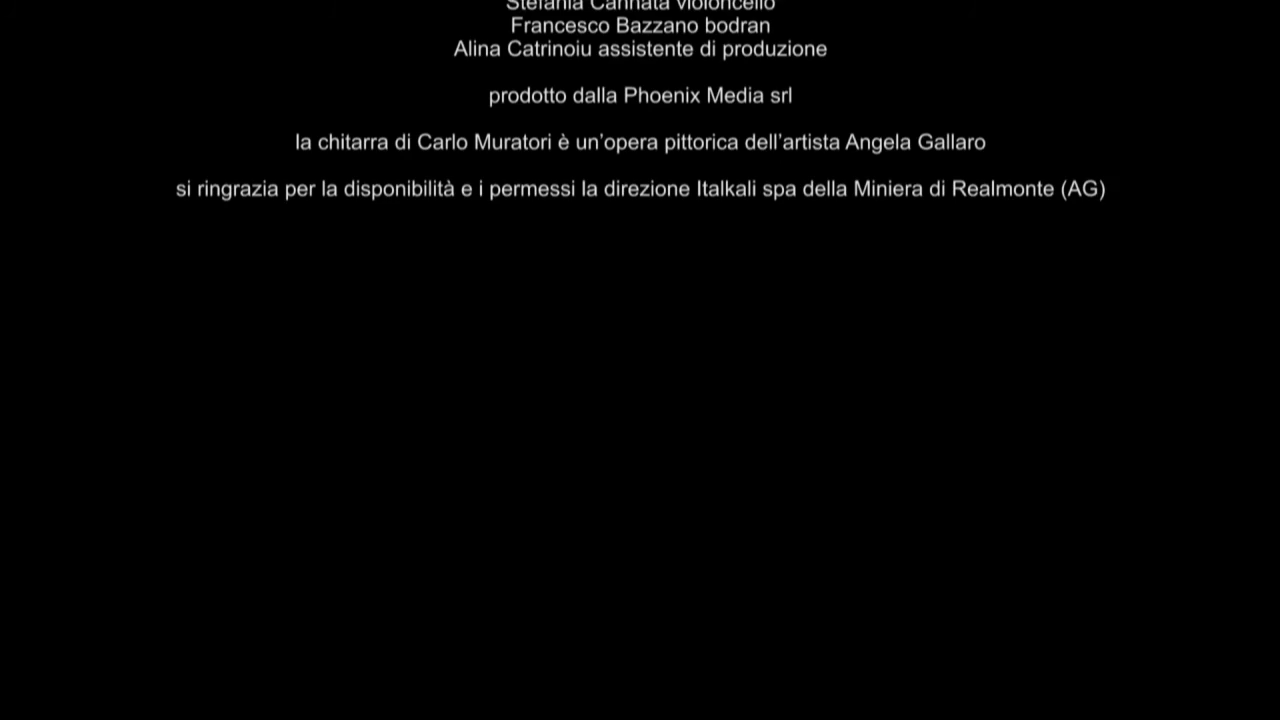 Stefania Cannata violoncello
Francesco Bazzano bodran
Alina Catrinoiu assistente di produzione
prodotto dalla Phoenix Media srl
la chitarra di Carlo Muratori è un’opera pittorica dell’artista Angela Gallaro
si ringrazia per la disponibilità e i permessi la direzione Italkali spa della Miniera di Realmonte (AG)